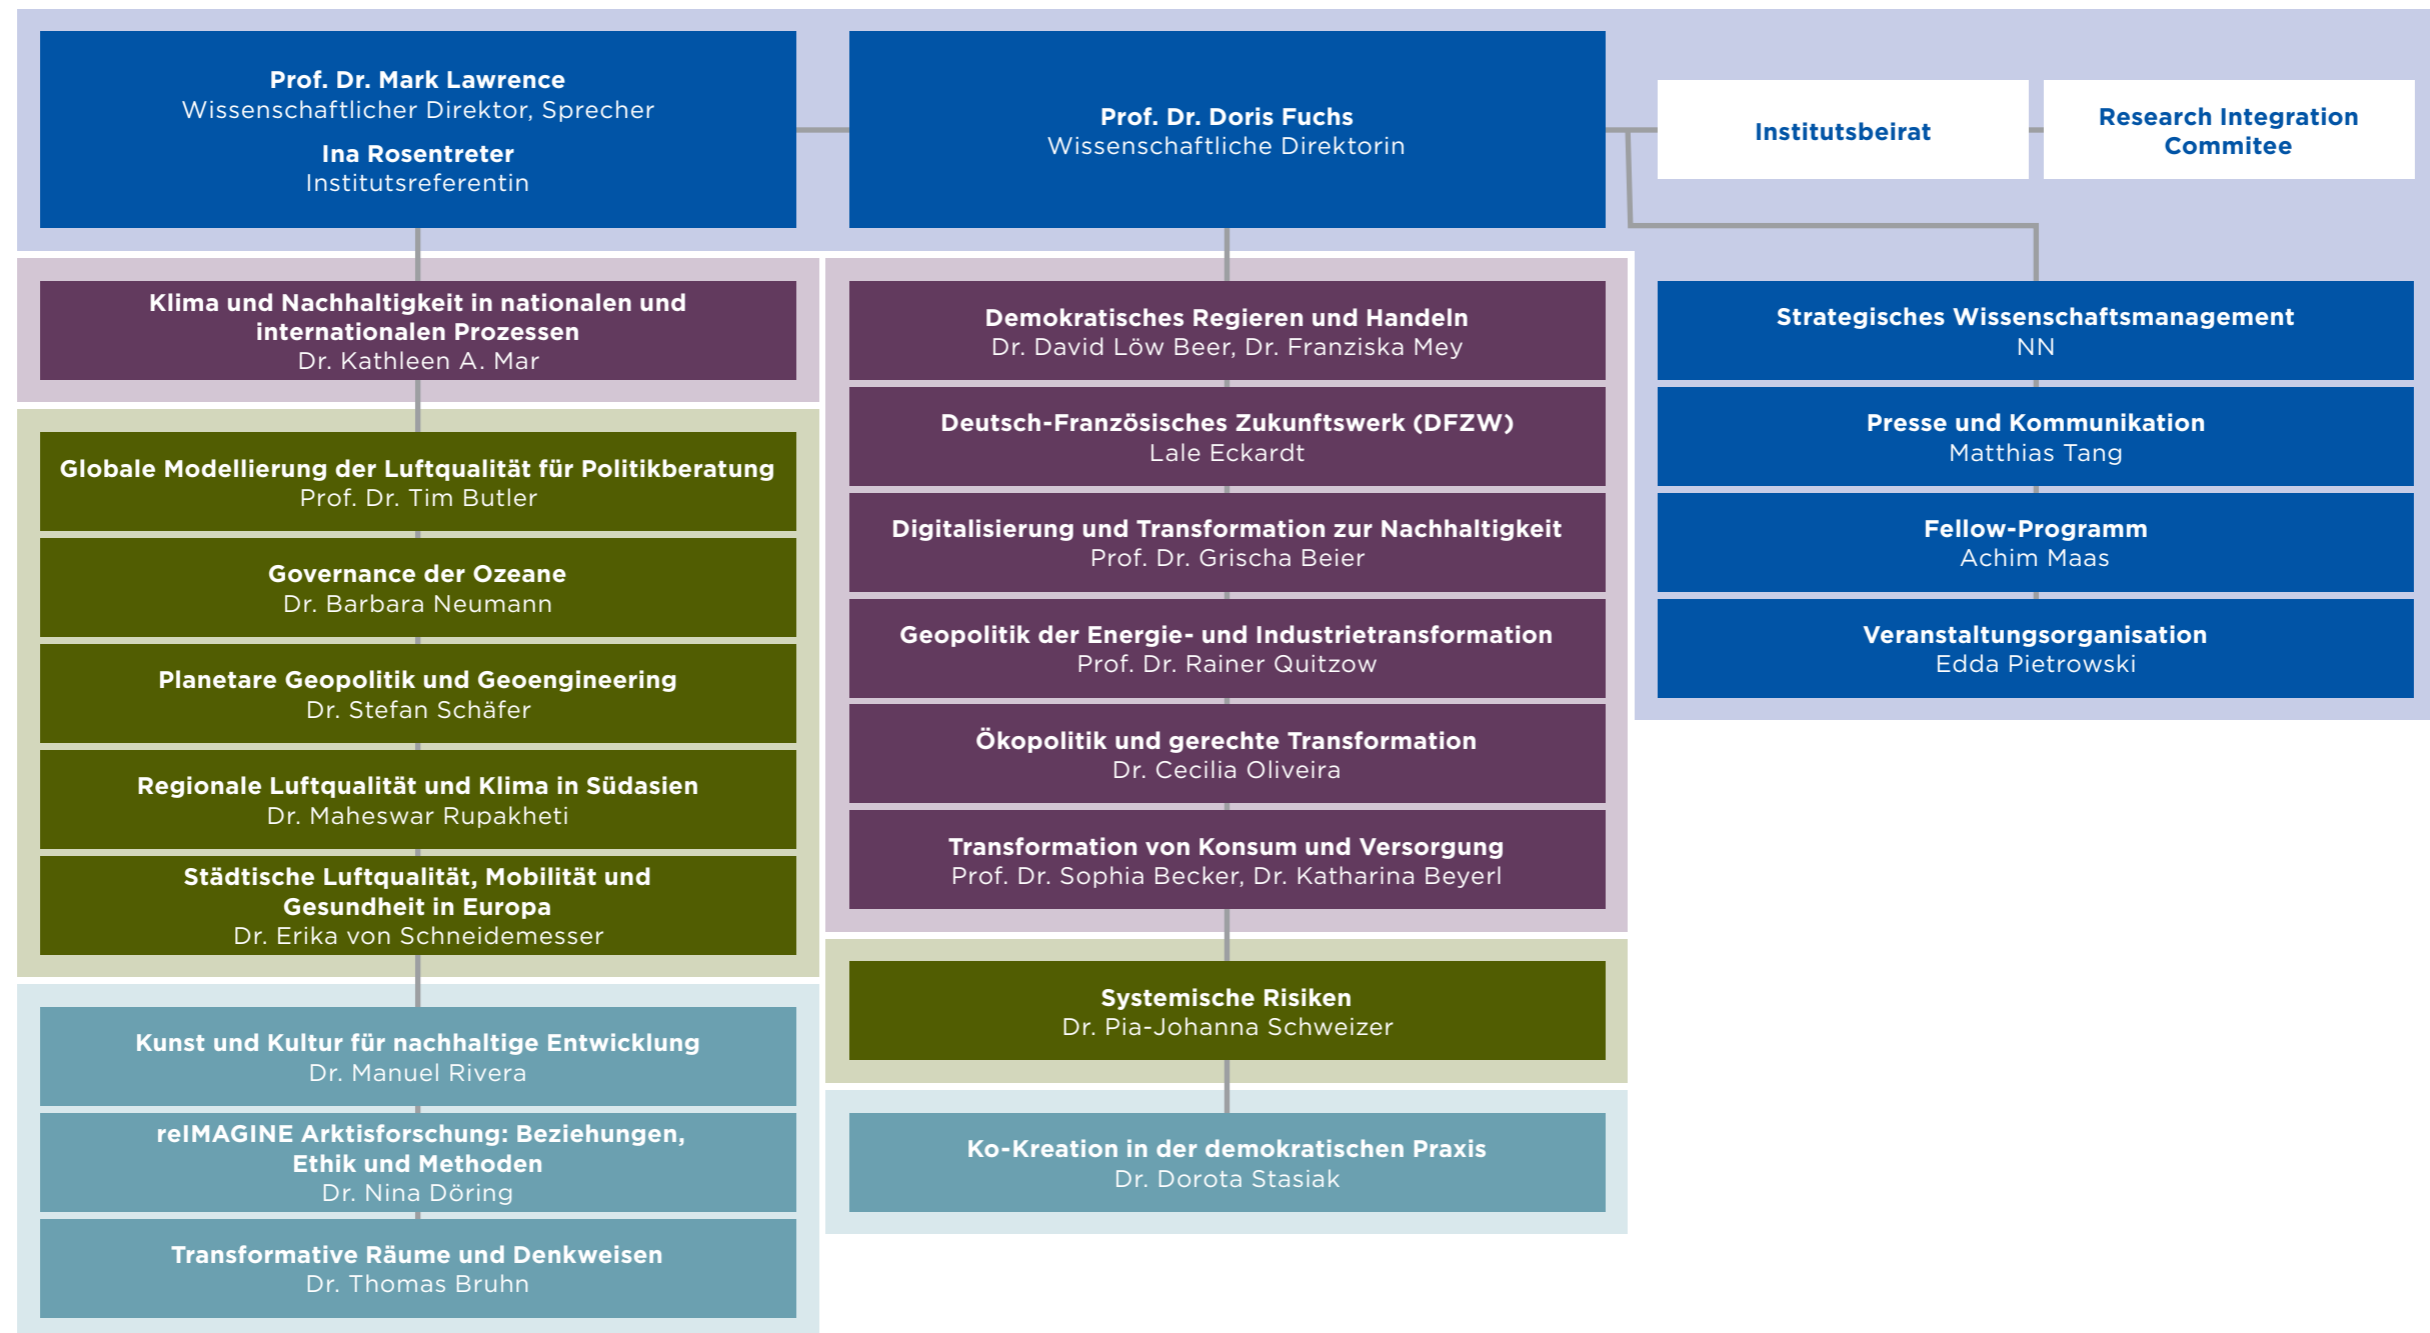 Prof. Dr. Mark Lawrence
Wissenschaftlicher Direktor, Sprecher
Ina Rosentreter
Institutsreferentin
Prof. Dr. Doris Fuchs
Wissenschaftliche Direktorin
Institutsbeirat
Research Integration
Commitee
Klima und Nachhaltigkeit in nationalen und
internationalen Prozessen
Dr. Kathleen A. Mar
Globale Modellierung der Luftqualität für Politikberatung
Prof. Dr. Tim Butler
Governance der Ozeane
Dr. Barbara Neumann
Planetare Geopolitik und Geoengineering
Dr. Stefan Schäfer
Regionale Luftqualität und Klima in Südasien
Dr. Maheswar Rupakheti
Städtische Luftqualität, Mobilität und
Gesundheit in Europa
Dr. Erika von Schneidemesser
Kunst und Kultur für nachhaltige Entwicklung
Dr. Manuel Rivera
reIMAGINE Arktisforschung: Beziehungen,
Ethik und Methoden
Dr. Nina Döring
Transformative Räume und Denkweisen
Dr. Thomas Bruhn
Demokratisches Regieren und Handeln
Dr. David Löw Beer, Dr. Franziska Mey
Deutsch-Französisches Zukunftswerk (DFZW)
Lale Eckardt
Digitalisierung und Transformation zur Nachhaltigkeit
Prof. Dr. Grischa Beier
Geopolitik der Energie- und Industrietransformation
Prof. Dr. Rainer Quitzow
Ökopolitik und gerechte Transformation
Dr. Cecilia Oliveira
Transformation von Konsum und Versorgung
Prof. Dr. Sophia Becker, Dr. Katharina Beyerl
Systemische Risiken
Dr. Pia-Johanna Schweizer
Ko-Kreation in der demokratischen Praxis
Dr. Dorota Stasiak
Strategisches Wissenschaftsmanagement
NN
Presse und Kommunikation
Matthias Tang
Fellow-Programm
Achim Maas
Veranstaltungsorganisation
Edda Pietrowski